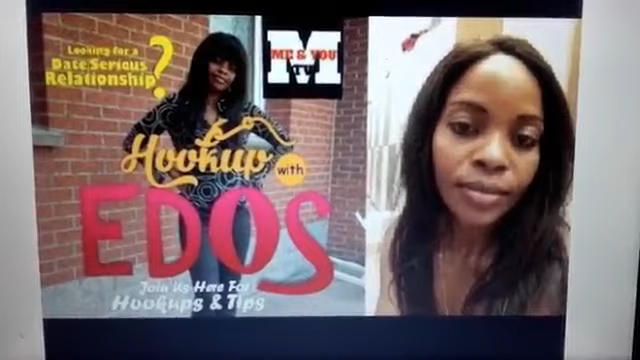 Looking for a
Date Serious
Relationship?
M
ME & YOU
TV
Hookup
with
EDOS
Join Us Here For
Hookups & Tips